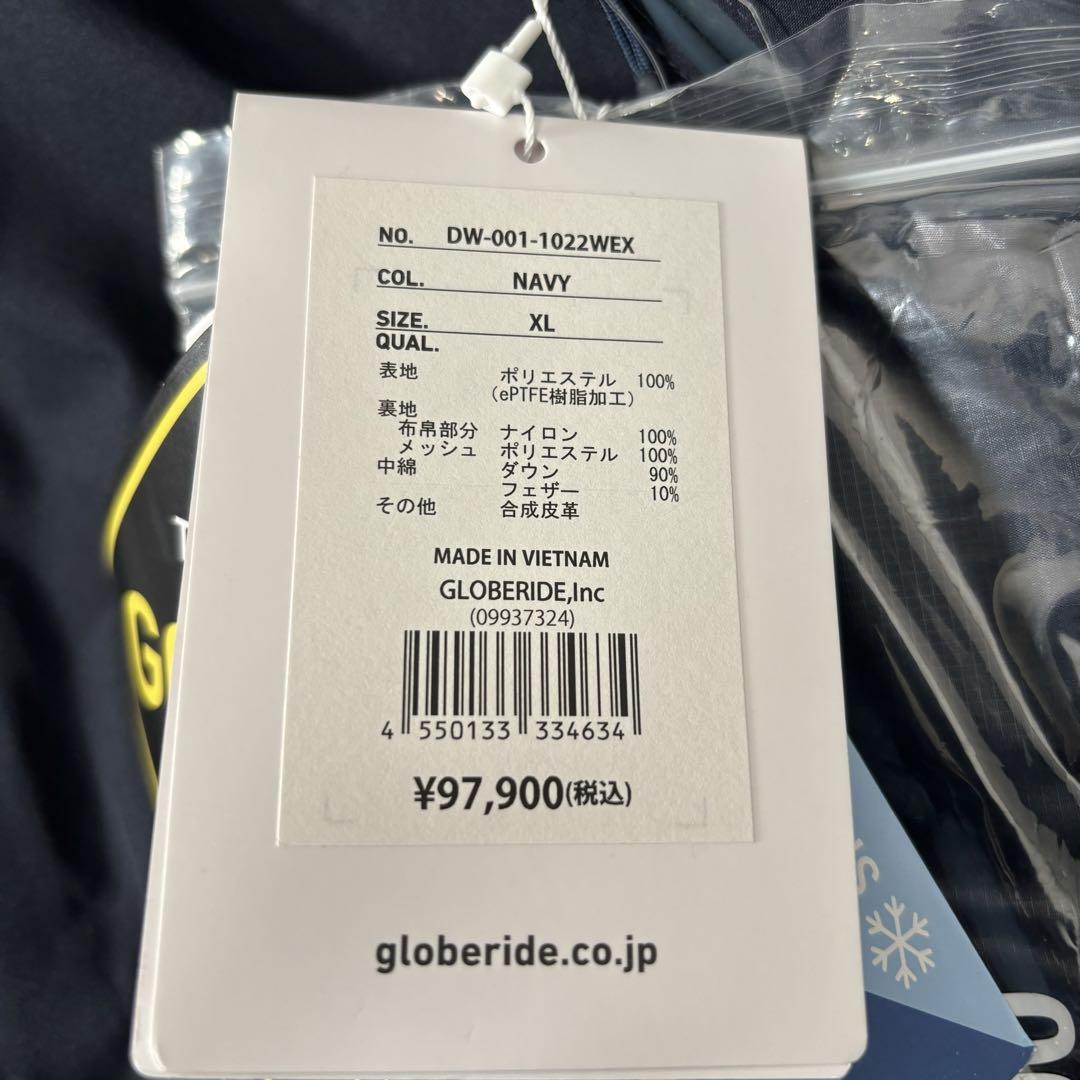 NO. DW-001-1022WEX
COL. NAVY
SIZE. XL
QUAL.
表地 ポリエステル 100%
(ePTFE樹脂加工)
裏地
布帛部分 ナイロン 100%
メッシュ ポリエステル 100%
中綿 ダウン 90%
フェザー 10%
その他 合成皮革
MADE IN VIETNAM
GLOBERIDE,Inc
(09937324)
4 550133 334634
¥97,900(税込)
globeride.co.jp